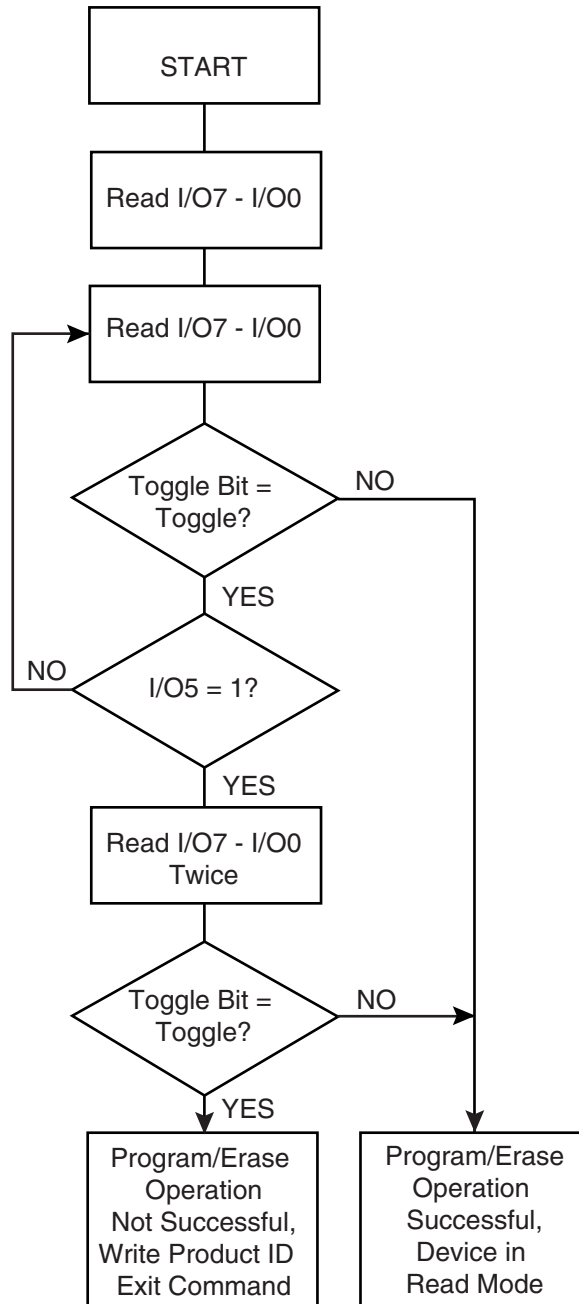 START
Read I/O7 - I/O0
Read I/O7 - I/O0
Toggle Bit =
Toggle?
NO
YES
NO
I/O5 = 1?
YES
Read I/O7 - I/O0
Twice
Toggle Bit =
Toggle?
NO
YES
Program/Erase
Operation
Not Successful,
Write Product ID
Exit Command
Program/Erase
Operation
Successful,
Device in
Read Mode